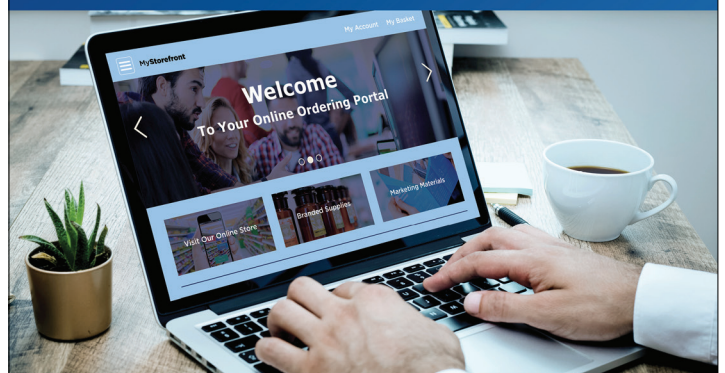 MyStorefront
My Account My Basket
Welcome
To Your Online Ordering Portal
Visit Our Online Store
Branded Supplies
Marketing Materials